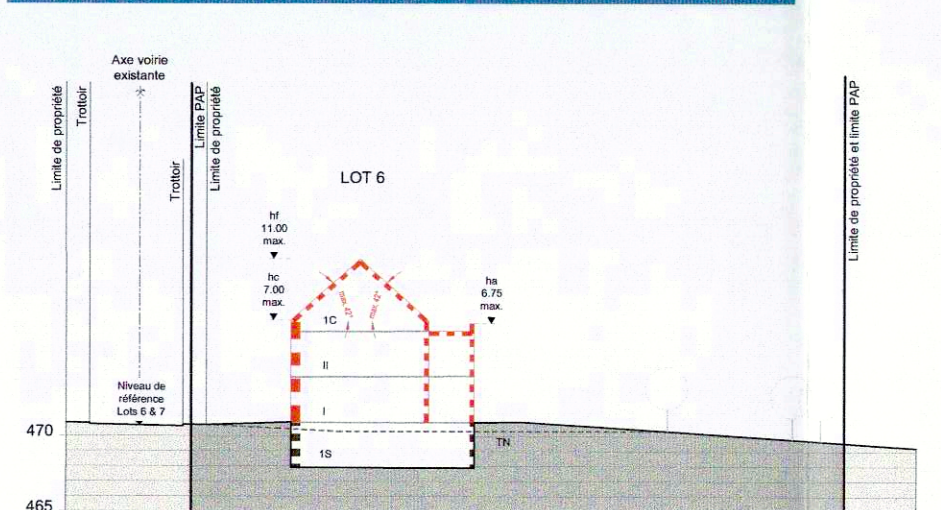 Axe voirie
existante
Limite de propriété
Trottoir
Trottoir
Limite PAP
Limite de propriété
Limite de propriété et limite PAP
LOT 6
hf
11.00
max.
hc
7.00
max.
ha
6.75
max.
max. 42°
1C
II
I
1S
Niveau de
référence
Lots 6 & 7
TN
470
465